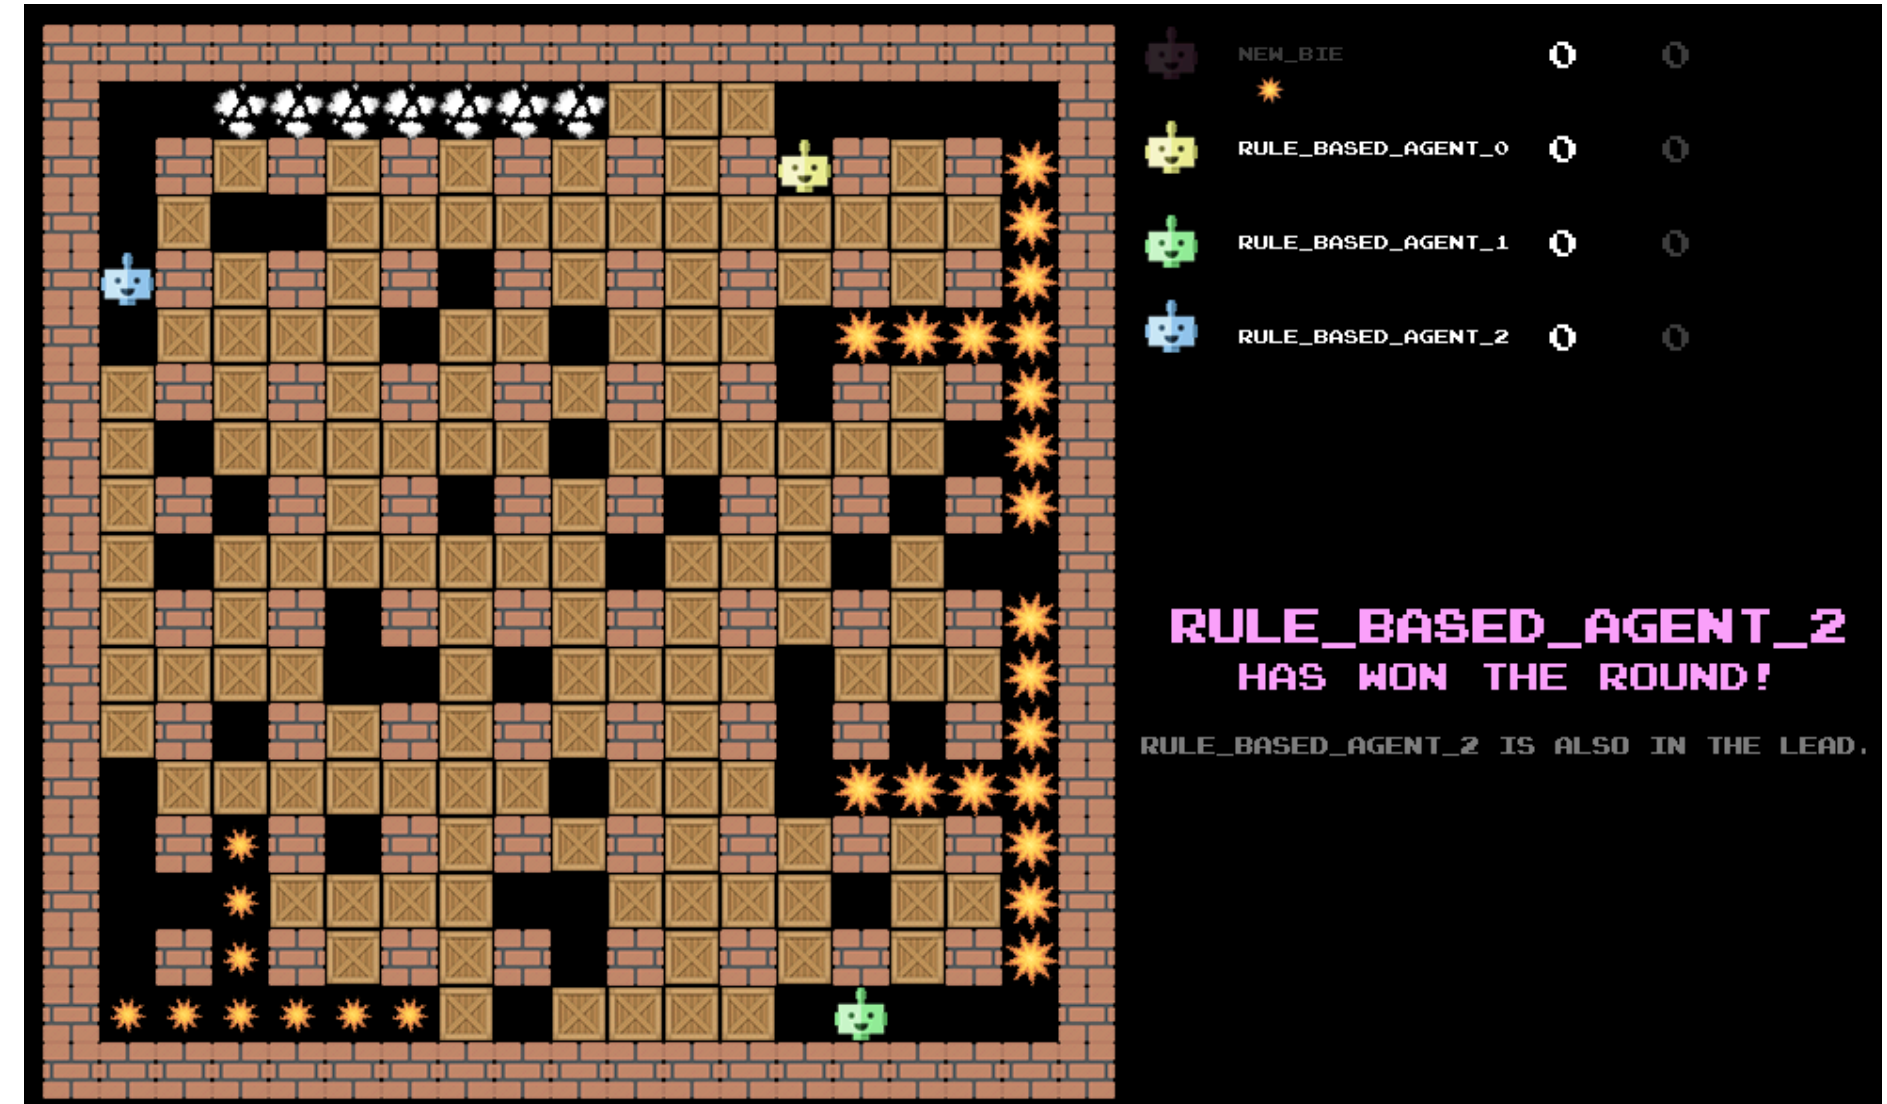 NEW_BIE 0 0
RULE_BASED_AGENT_0 0 0
RULE_BASED_AGENT_1 0 0
RULE_BASED_AGENT_2 0 0
RULE_BASED_AGENT_2
HAS WON THE ROUND!
RULE_BASED_AGENT_2 IS ALSO IN THE LEAD.